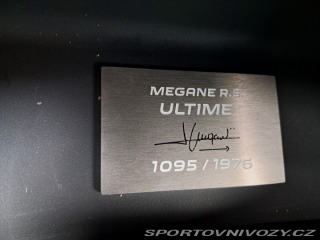 MEGANE R.S.
ULTIME
1095 / 1976
SPORTOVNIVOZY.CZ